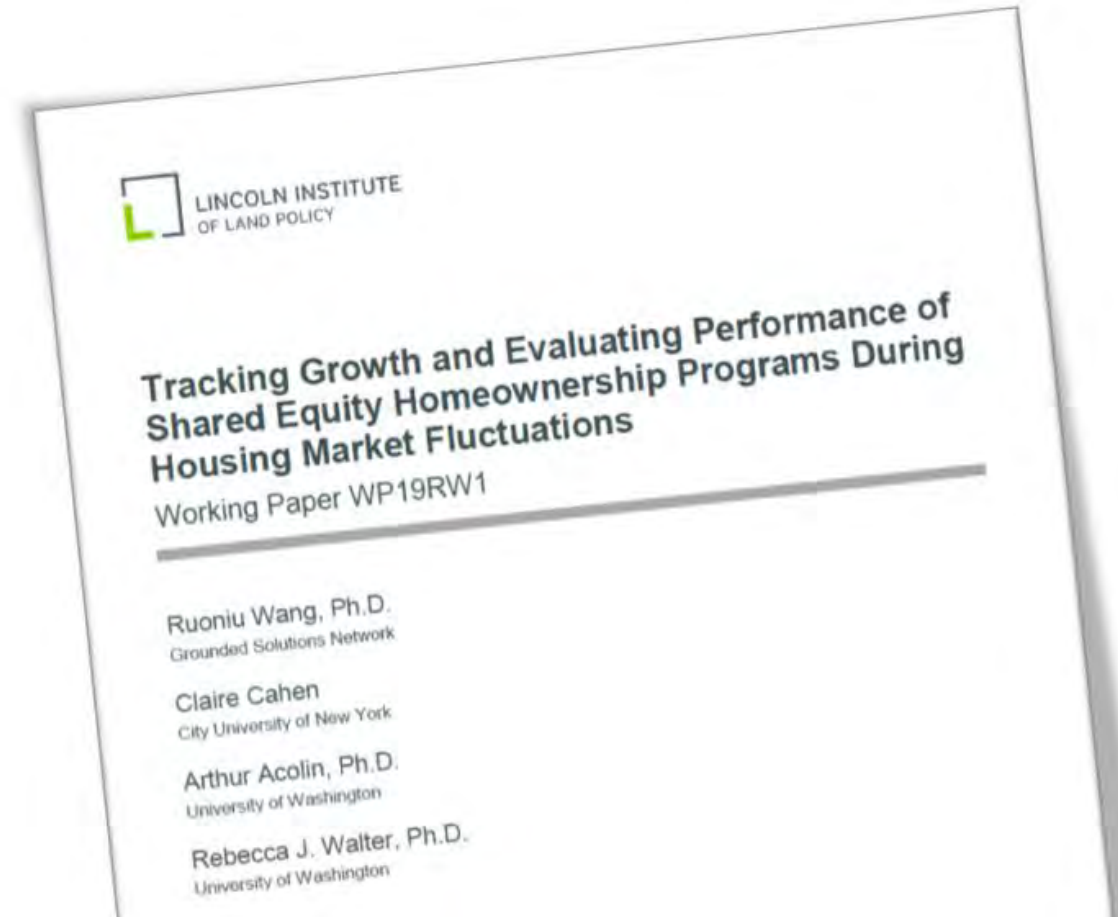 LINCOLN INSTITUTE
OF LAND POLICY
Tracking Growth and Evaluating Performance of
Shared Equity Homeownership Programs During
Housing Market Fluctuations
Working Paper WP19RW1
Ruoniu Wang, Ph.D.
Grounded Solutions Network
Claire Cahen
City University of New York
Arthur Acolin, Ph.D.
University of Washington
Rebecca J. Walter, Ph.D.
University of Washington